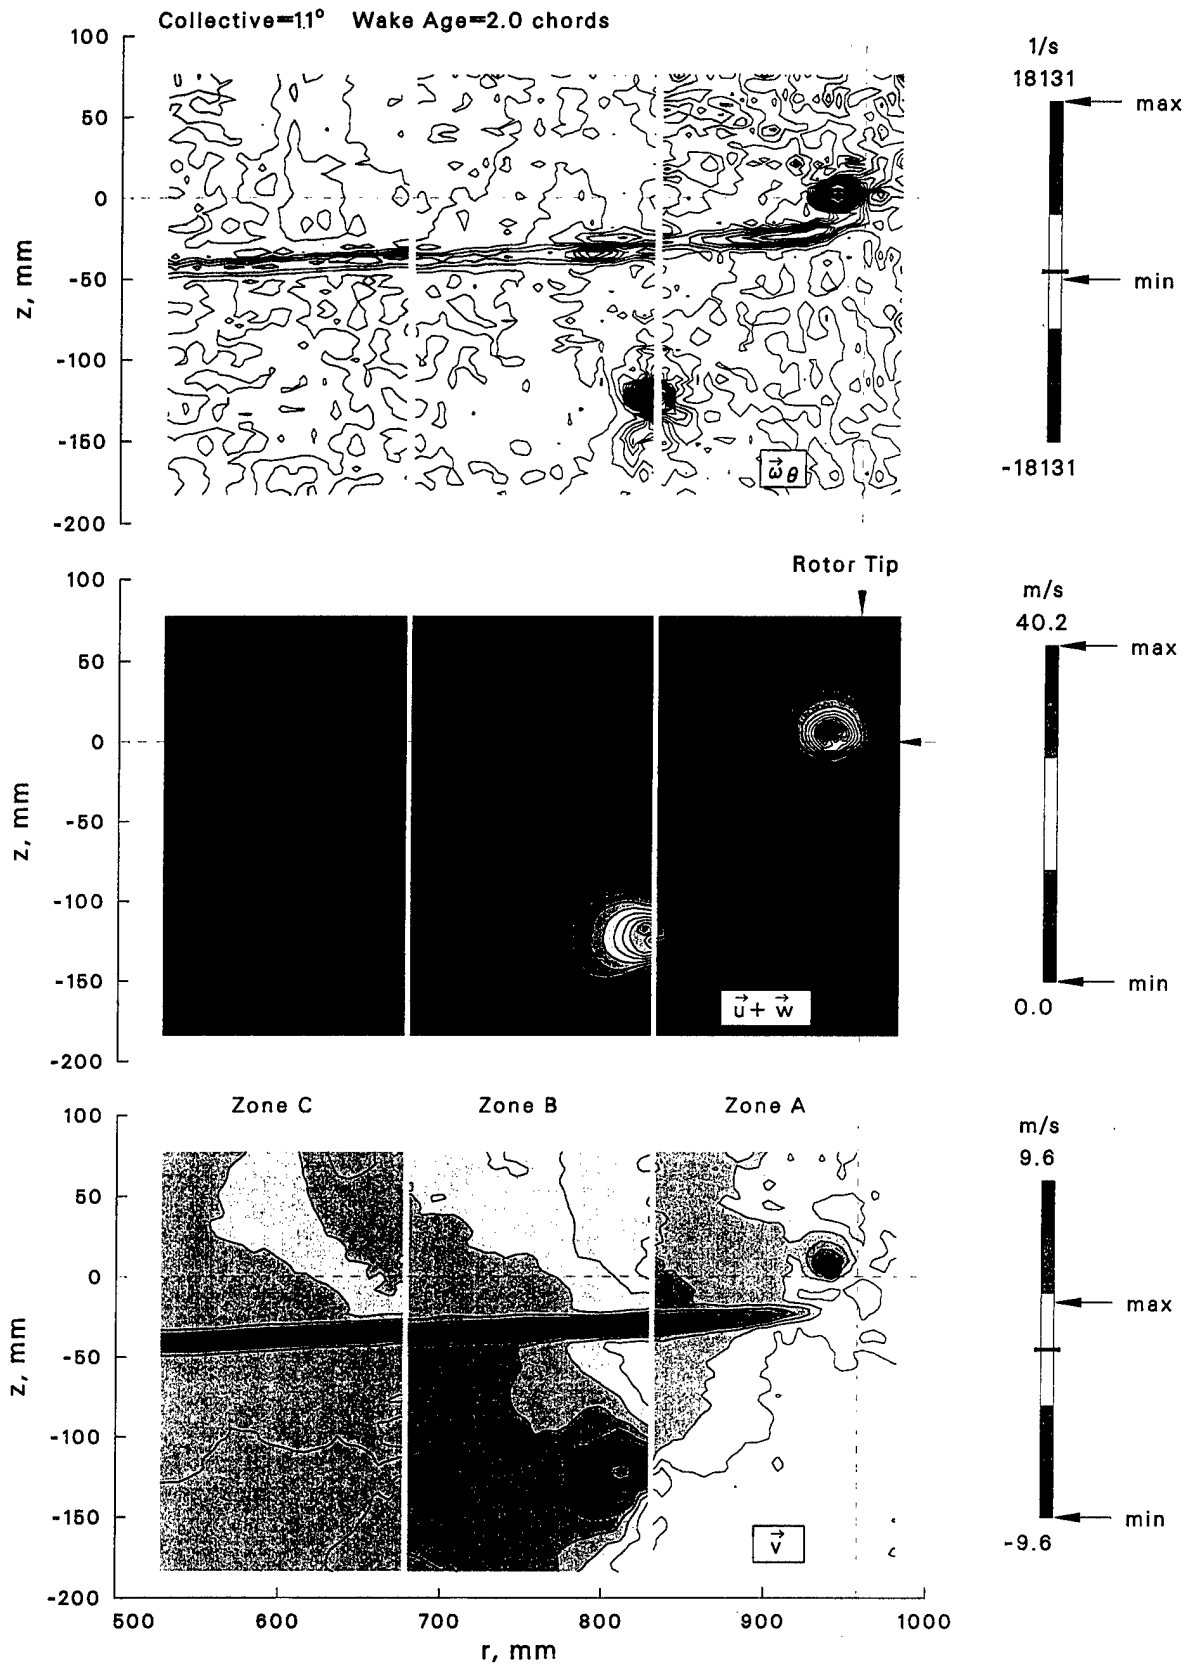 Collective=11° Wake Age=2.0 chords
100
50
0
-50
-100
-150
-200
z, mm
ω θ
1/s
18131
max
min
-18131
Rotor Tip
100
50
0
-50
-100
-150
-200
z, mm
u + w
m/s
40.2
max
min
0.0
Zone C Zone B Zone A
100
50
0
-50
-100
-150
-200
z, mm
v
m/s
9.6
max
min
-9.6
500 600 700 800 900 1000
r, mm